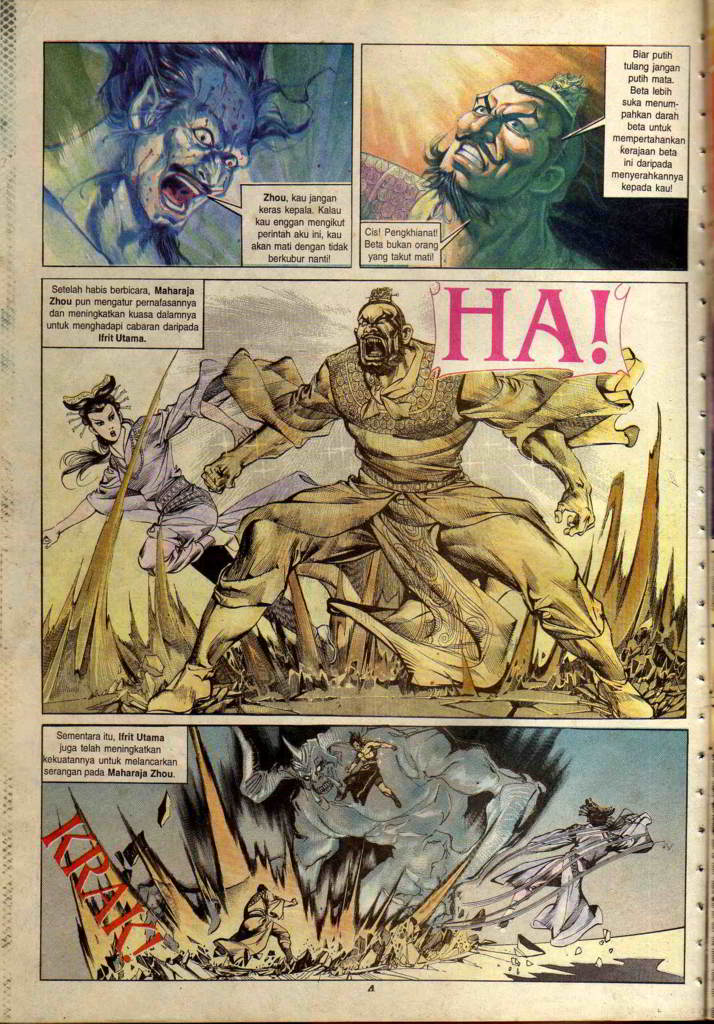 Zhou, kau jangan
keras kepala. Kalau
kau enggan mengikut
perintah aku ini, kau
akan mati dengan tidak
berkubur nanti!
Biar putih
tulang jangan
putih mata.
Beta lebih
suka menum-
pahkan darah
beta untuk
mempertahankan
kerajaan beta
ini daripada
menyerahkannya
kepada kau!
Cis! Pengkhianat!
Beta bukan orang
yang takut mati!
Setelah habis berbicara, Maharaja
Zhou pun mengatur pernafasannya
dan meningkatkan kuasa dalamnya
untuk menghadapi cabaran daripada
Ifrit Utama.
HA!
Sementara itu, Ifrit Utama
juga telah meningkatkan
kekuatannya untuk melancarkan
serangan pada Maharaja Zhou.
KRAK!
4